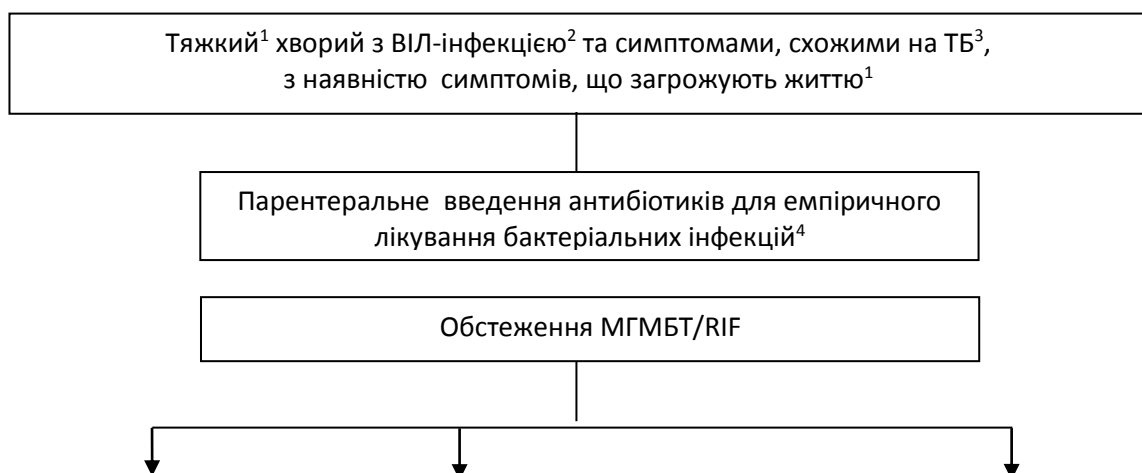 Тяжкий¹ хворий з ВІЛ-інфекцією² та симптомами, схожими на ТБ³,
з наявністю симптомів, що загрожують життю¹
Парентеральне введення антибіотиків для емпіричного
лікування бактеріальних інфекцій⁴
Обстеження МГМБТ/RIF